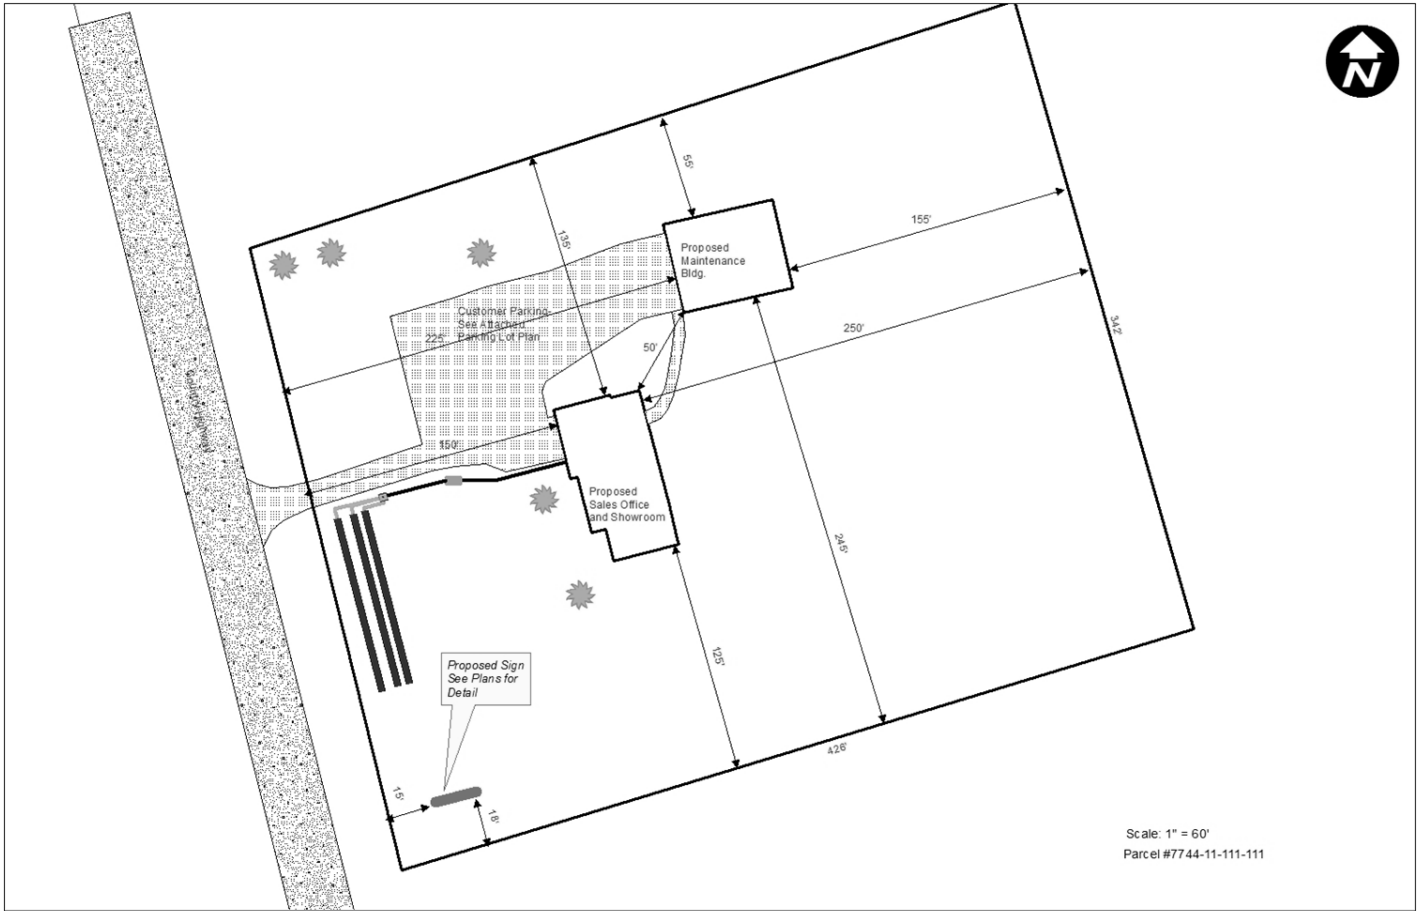 N
55'
135'
155'
Proposed
Maintenance
Bldg.
Customer Parking-
See Attached
Parking Lot Plan
225'
250'
342'
50'
150'
Proposed
Sales Office
and Showroom
245'
125'
Proposed Sign
See Plans for
Detail
426'
15'
18'
Scale: 1" = 60'
Parcel #7744-11-111-111